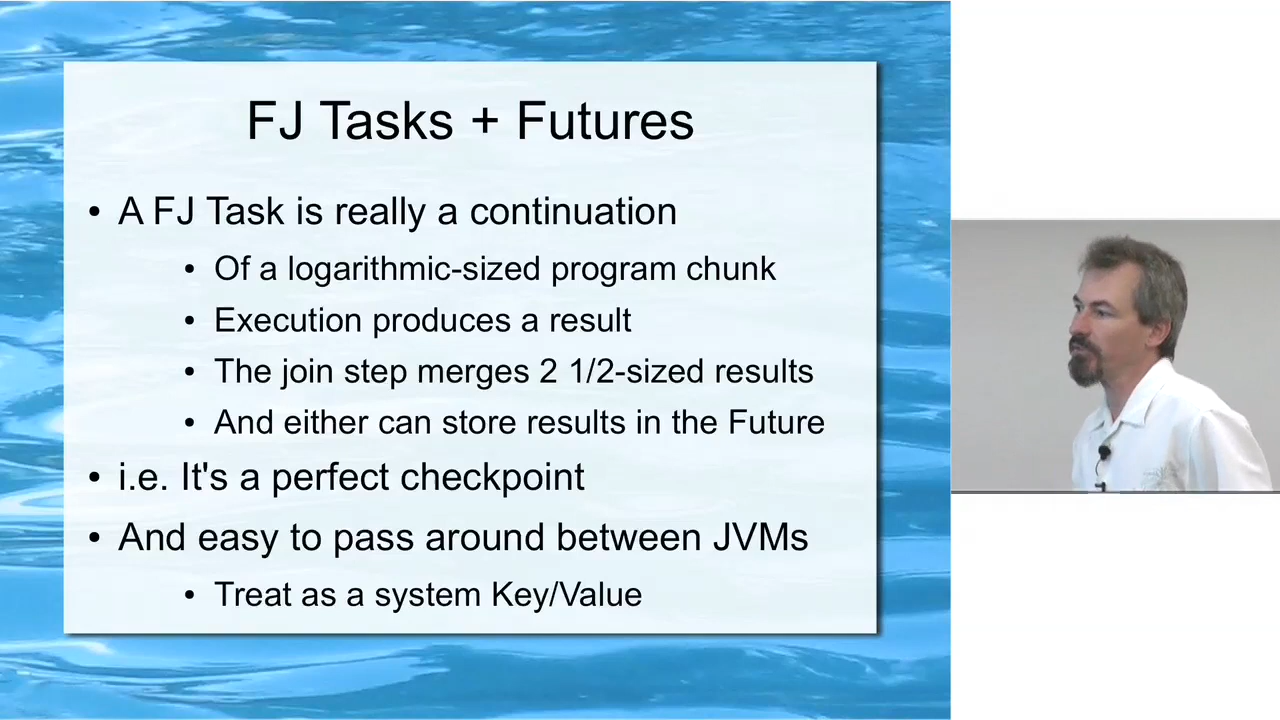 FJ Tasks + Futures
• A FJ Task is really a continuation
• Of a logarithmic-sized program chunk
• Execution produces a result
• The join step merges 2 1/2-sized results
• And either can store results in the Future
• i.e. It's a perfect checkpoint
• And easy to pass around between JVMs
• Treat as a system Key/Value